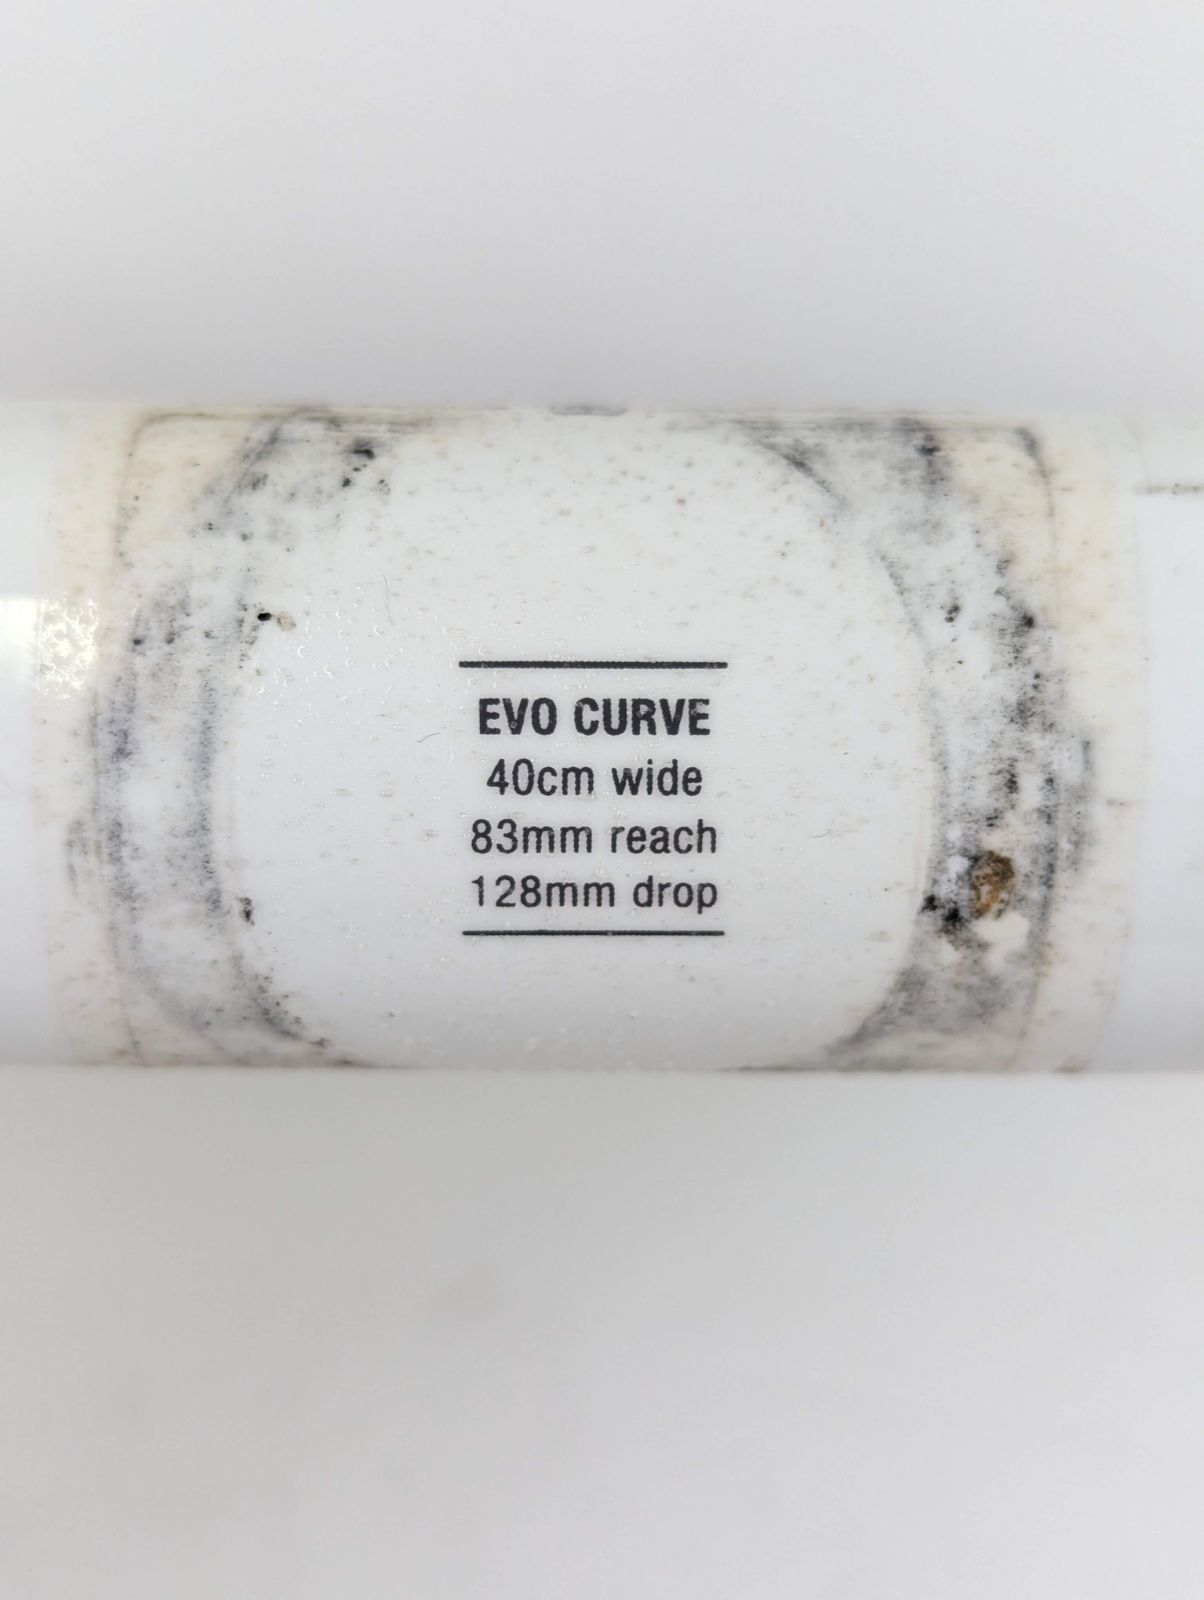 EVO CURVE
40cm wide
83mm reach
128mm drop